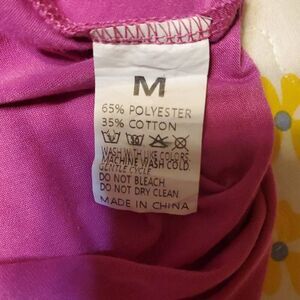 M
65% POLYESTER
35% COTTON
WASH WITH LIKE COLORS
MACHINE WASH COLD
GENTLE CYCLE
DO NOT BLEACH
DO NOT DRY CLEAN
MADE IN CHINA